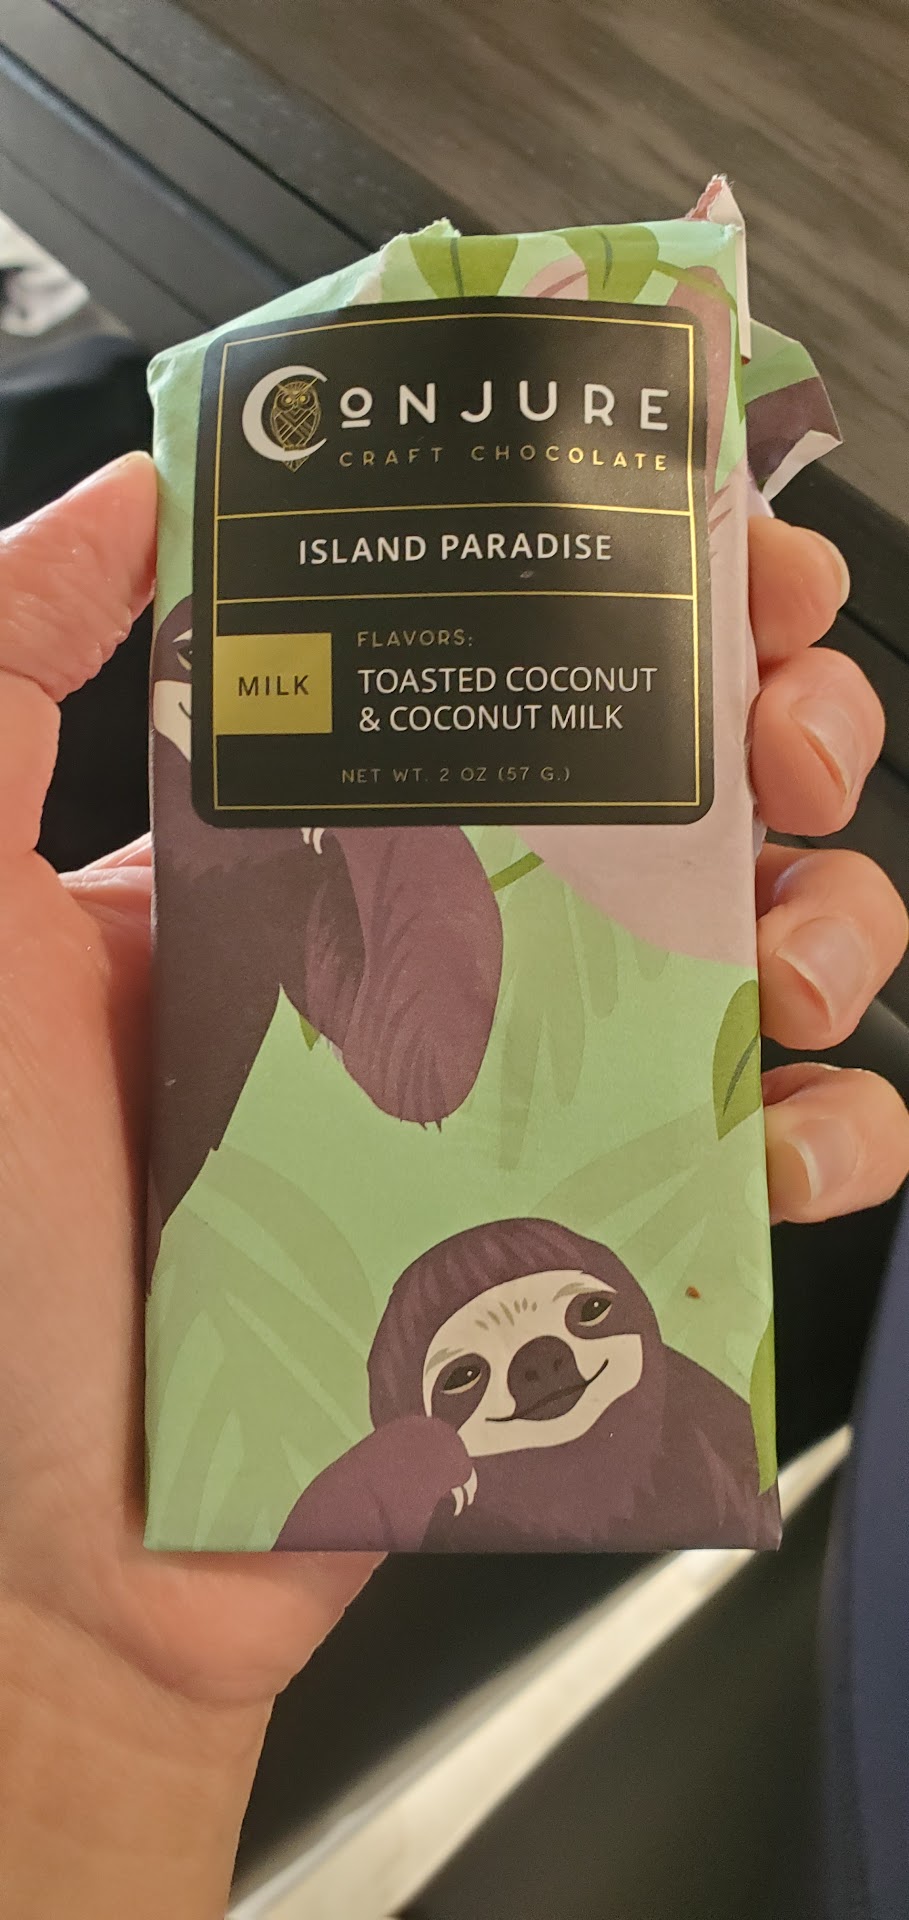 CONJURE
CRAFT CHOCOLATE
ISLAND PARADISE
MILK
FLAVORS:
TOASTED COCONUT
& COCONUT MILK
NET WT. 2 OZ (57 G.)